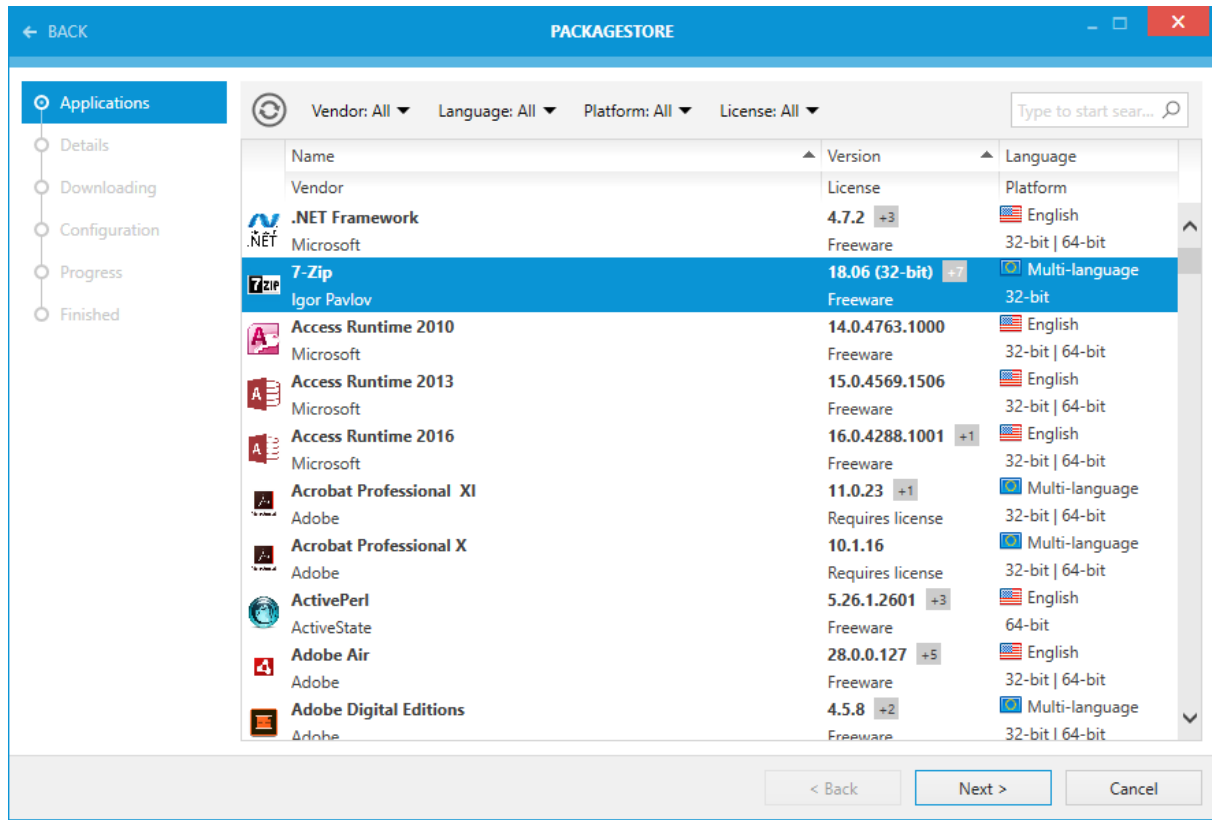 ← BACK PACKAGESTORE
Applications
Details
Downloading
Configuration
Progress
Finished
Vendor: All Language: All Platform: All License: All Type to start sear...
Name Version Language
Vendor License Platform
.NET Framework 4.7.2 +3 English
.NET Microsoft Freeware 32-bit | 64-bit
7-Zip 18.06 (32-bit) +7 Multi-language
7ZIP Igor Pavlov Freeware 32-bit
Access Runtime 2010 14.0.4763.1000 English
Microsoft Freeware 32-bit | 64-bit
Access Runtime 2013 15.0.4569.1506 English
Microsoft Freeware 32-bit | 64-bit
Access Runtime 2016 16.0.4288.1001 +1 English
Microsoft Freeware 32-bit | 64-bit
Acrobat Professional XI 11.0.23 +1 Multi-language
Adobe Requires license 32-bit | 64-bit
Acrobat Professional X 10.1.16 Multi-language
Adobe Requires license 32-bit | 64-bit
ActivePerl 5.26.1.2601 +3 English
ActiveState Freeware 64-bit
Adobe Air 28.0.0.127 +5 English
Adobe Freeware 32-bit | 64-bit
Adobe Digital Editions 4.5.8 +2 Multi-language
Adobe Freeware 32-bit | 64-bit
< Back Next > Cancel